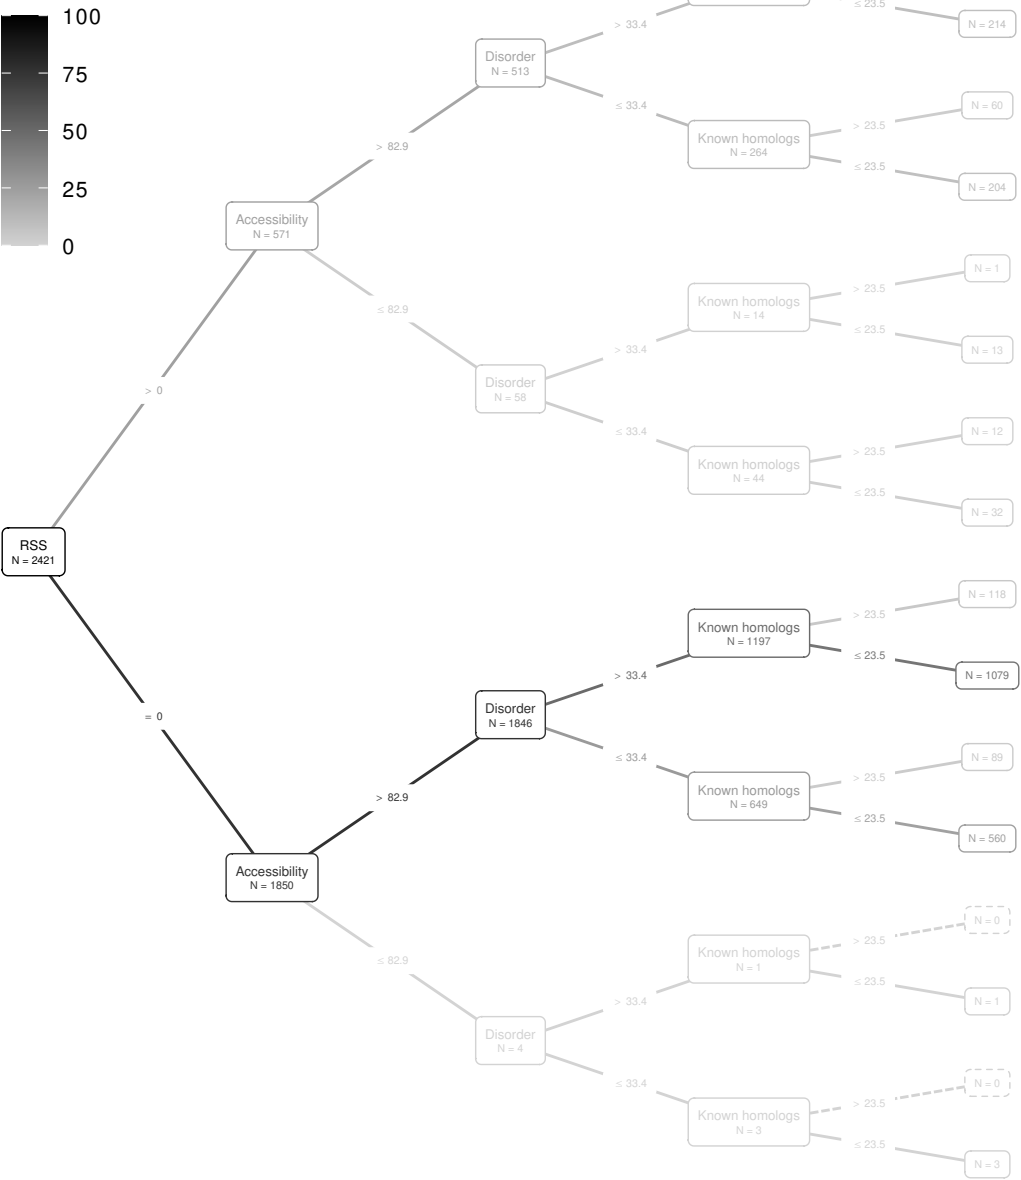 100
75
50
25
0
RSS
N = 2421
> 0
= 0
Accessibility
N = 571
> 82.9
≤ 82.9
Accessibility
N = 1850
> 82.9
≤ 82.9
Disorder
N = 513
> 33.4
≤ 33.4
Disorder
N = 58
> 33.4
≤ 33.4
Disorder
N = 1846
> 33.4
≤ 33.4
Disorder
N = 4
> 33.4
≤ 33.4
≤ 23.5
N = 214
Known homologs
N = 264
> 23.5
N = 60
≤ 23.5
N = 204
Known homologs
N = 14
> 23.5
N = 1
≤ 23.5
N = 13
Known homologs
N = 44
> 23.5
N = 12
≤ 23.5
N = 32
Known homologs
N = 1197
> 23.5
N = 118
≤ 23.5
N = 1079
Known homologs
N = 649
> 23.5
N = 89
≤ 23.5
N = 560
Known homologs
N = 1
> 23.5
N = 0
≤ 23.5
N = 1
Known homologs
N = 3
> 23.5
N = 0
≤ 23.5
N = 3